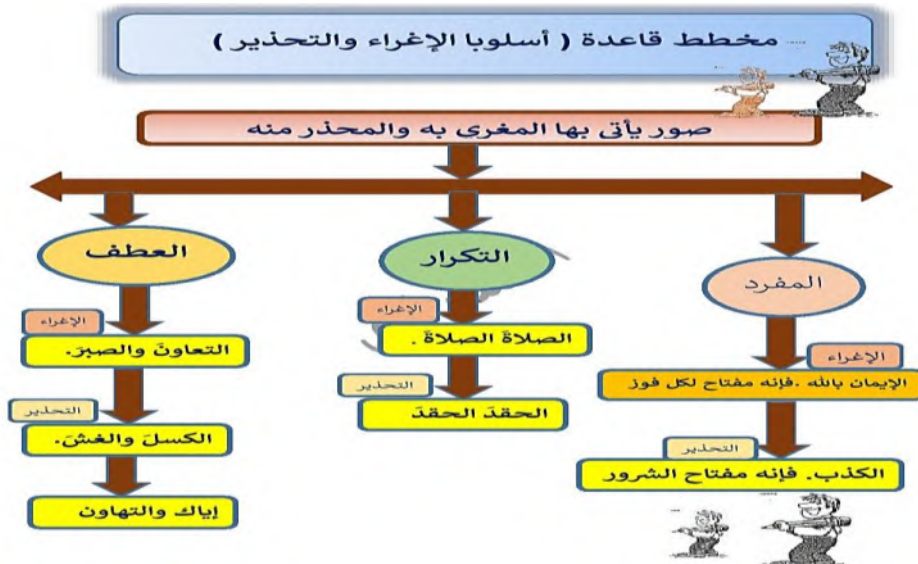 مخطط قاعدة ( أسلوبا الإغراء والتحذير )
صور يأتى بها المغري به والمحذر منه
المفرد
الإغراء
الإيمان بالله .فإنه مفتاح لكل فوز
التحذير
الكذب. فإنه مفتاح الشرور
التكرار
الإغراء
الصلاةَ الصلاةَ .
التحذير
الحقدَ الحقدَ
العطف
الإغراء
التعاونَ والصبرَ.
التحذير
الكسلَ والغشَ.
إياك والتهاون